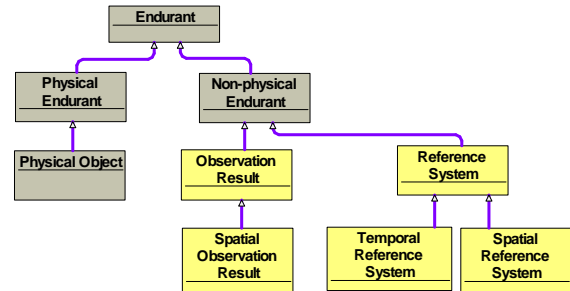 Endurant
Physical
Endurant
Non-physical
Endurant
Physical Object
Observation
Result
Reference
System
Spatial
Observation
Result
Temporal
Reference
System
Spatial
Reference
System